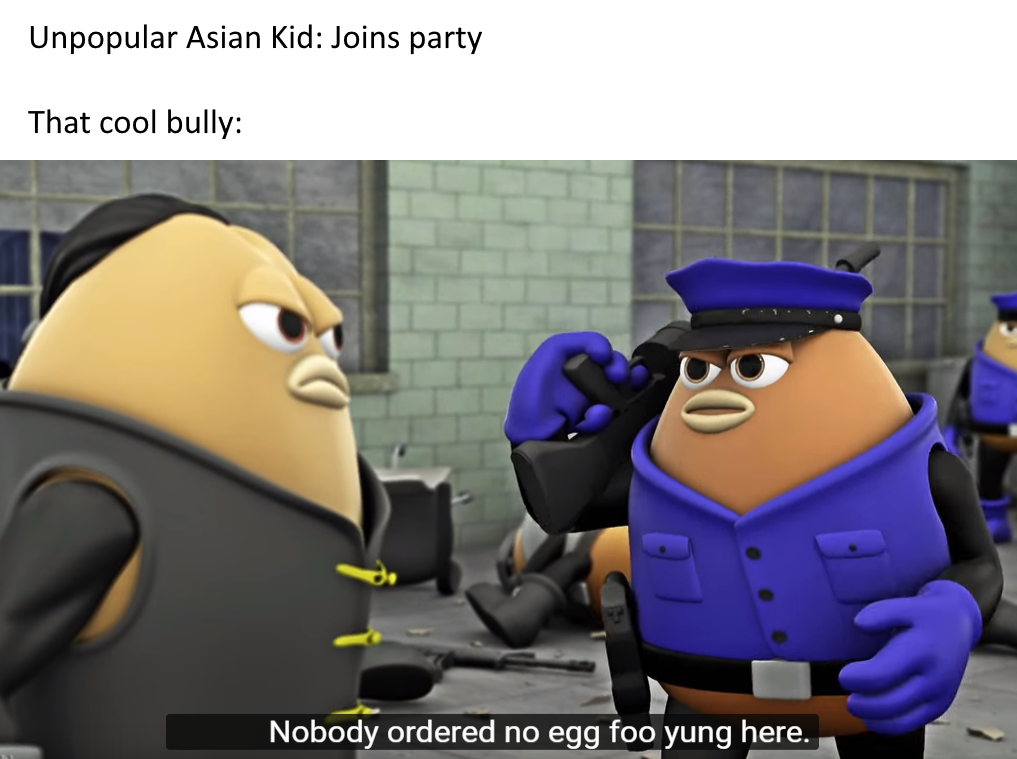 Unpopular Asian Kid: Joins party
That cool bully:
Nobody ordered no egg foo yung here.